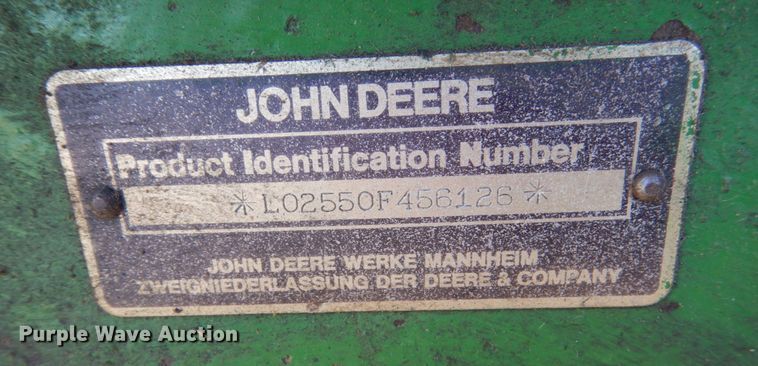 JOHN DEERE
Product Identification Number
*L02550F456126*
JOHN DEERE WERKE MANNHEIM
ZWEIGNIEDERLASSUNG DER DEERE & COMPANY
Purple Wave Auction